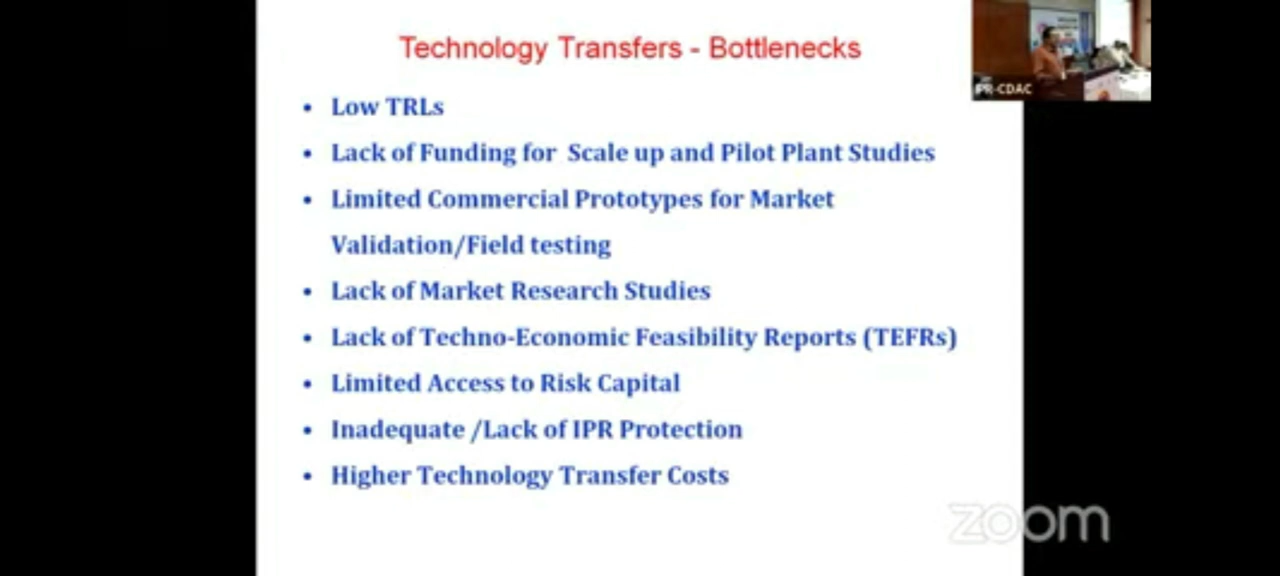 Technology Transfers - Bottlenecks
• Low TRLs
• Lack of Funding for Scale up and Pilot Plant Studies
• Limited Commercial Prototypes for Market
Validation/Field testing
• Lack of Market Research Studies
• Lack of Techno-Economic Feasibility Reports (TEFRs)
• Limited Access to Risk Capital
• Inadequate /Lack of IPR Protection
• Higher Technology Transfer Costs
IPR-CDAC
zoom